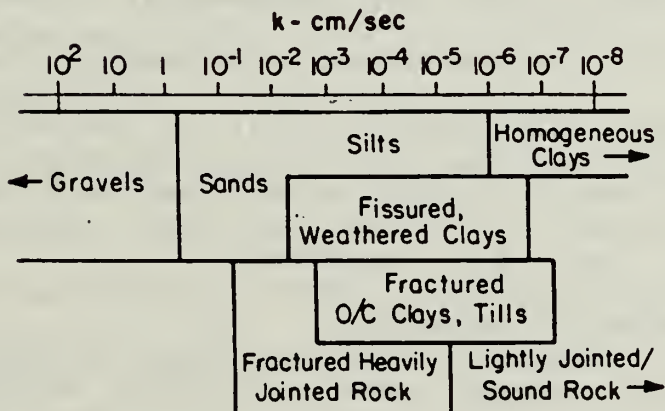 k - cm/sec
10² 10 1 10⁻¹ 10⁻² 10⁻³ 10⁻⁴ 10⁻⁵ 10⁻⁶ 10⁻⁷ 10⁻⁸
← Gravels
Sands
Silts
Homogeneous
Clays →
Fissured,
Weathered Clays
Fractured
O/C Clays, Tills
Fractured Heavily
Jointed Rock
Lightly Jointed/
Sound Rock →